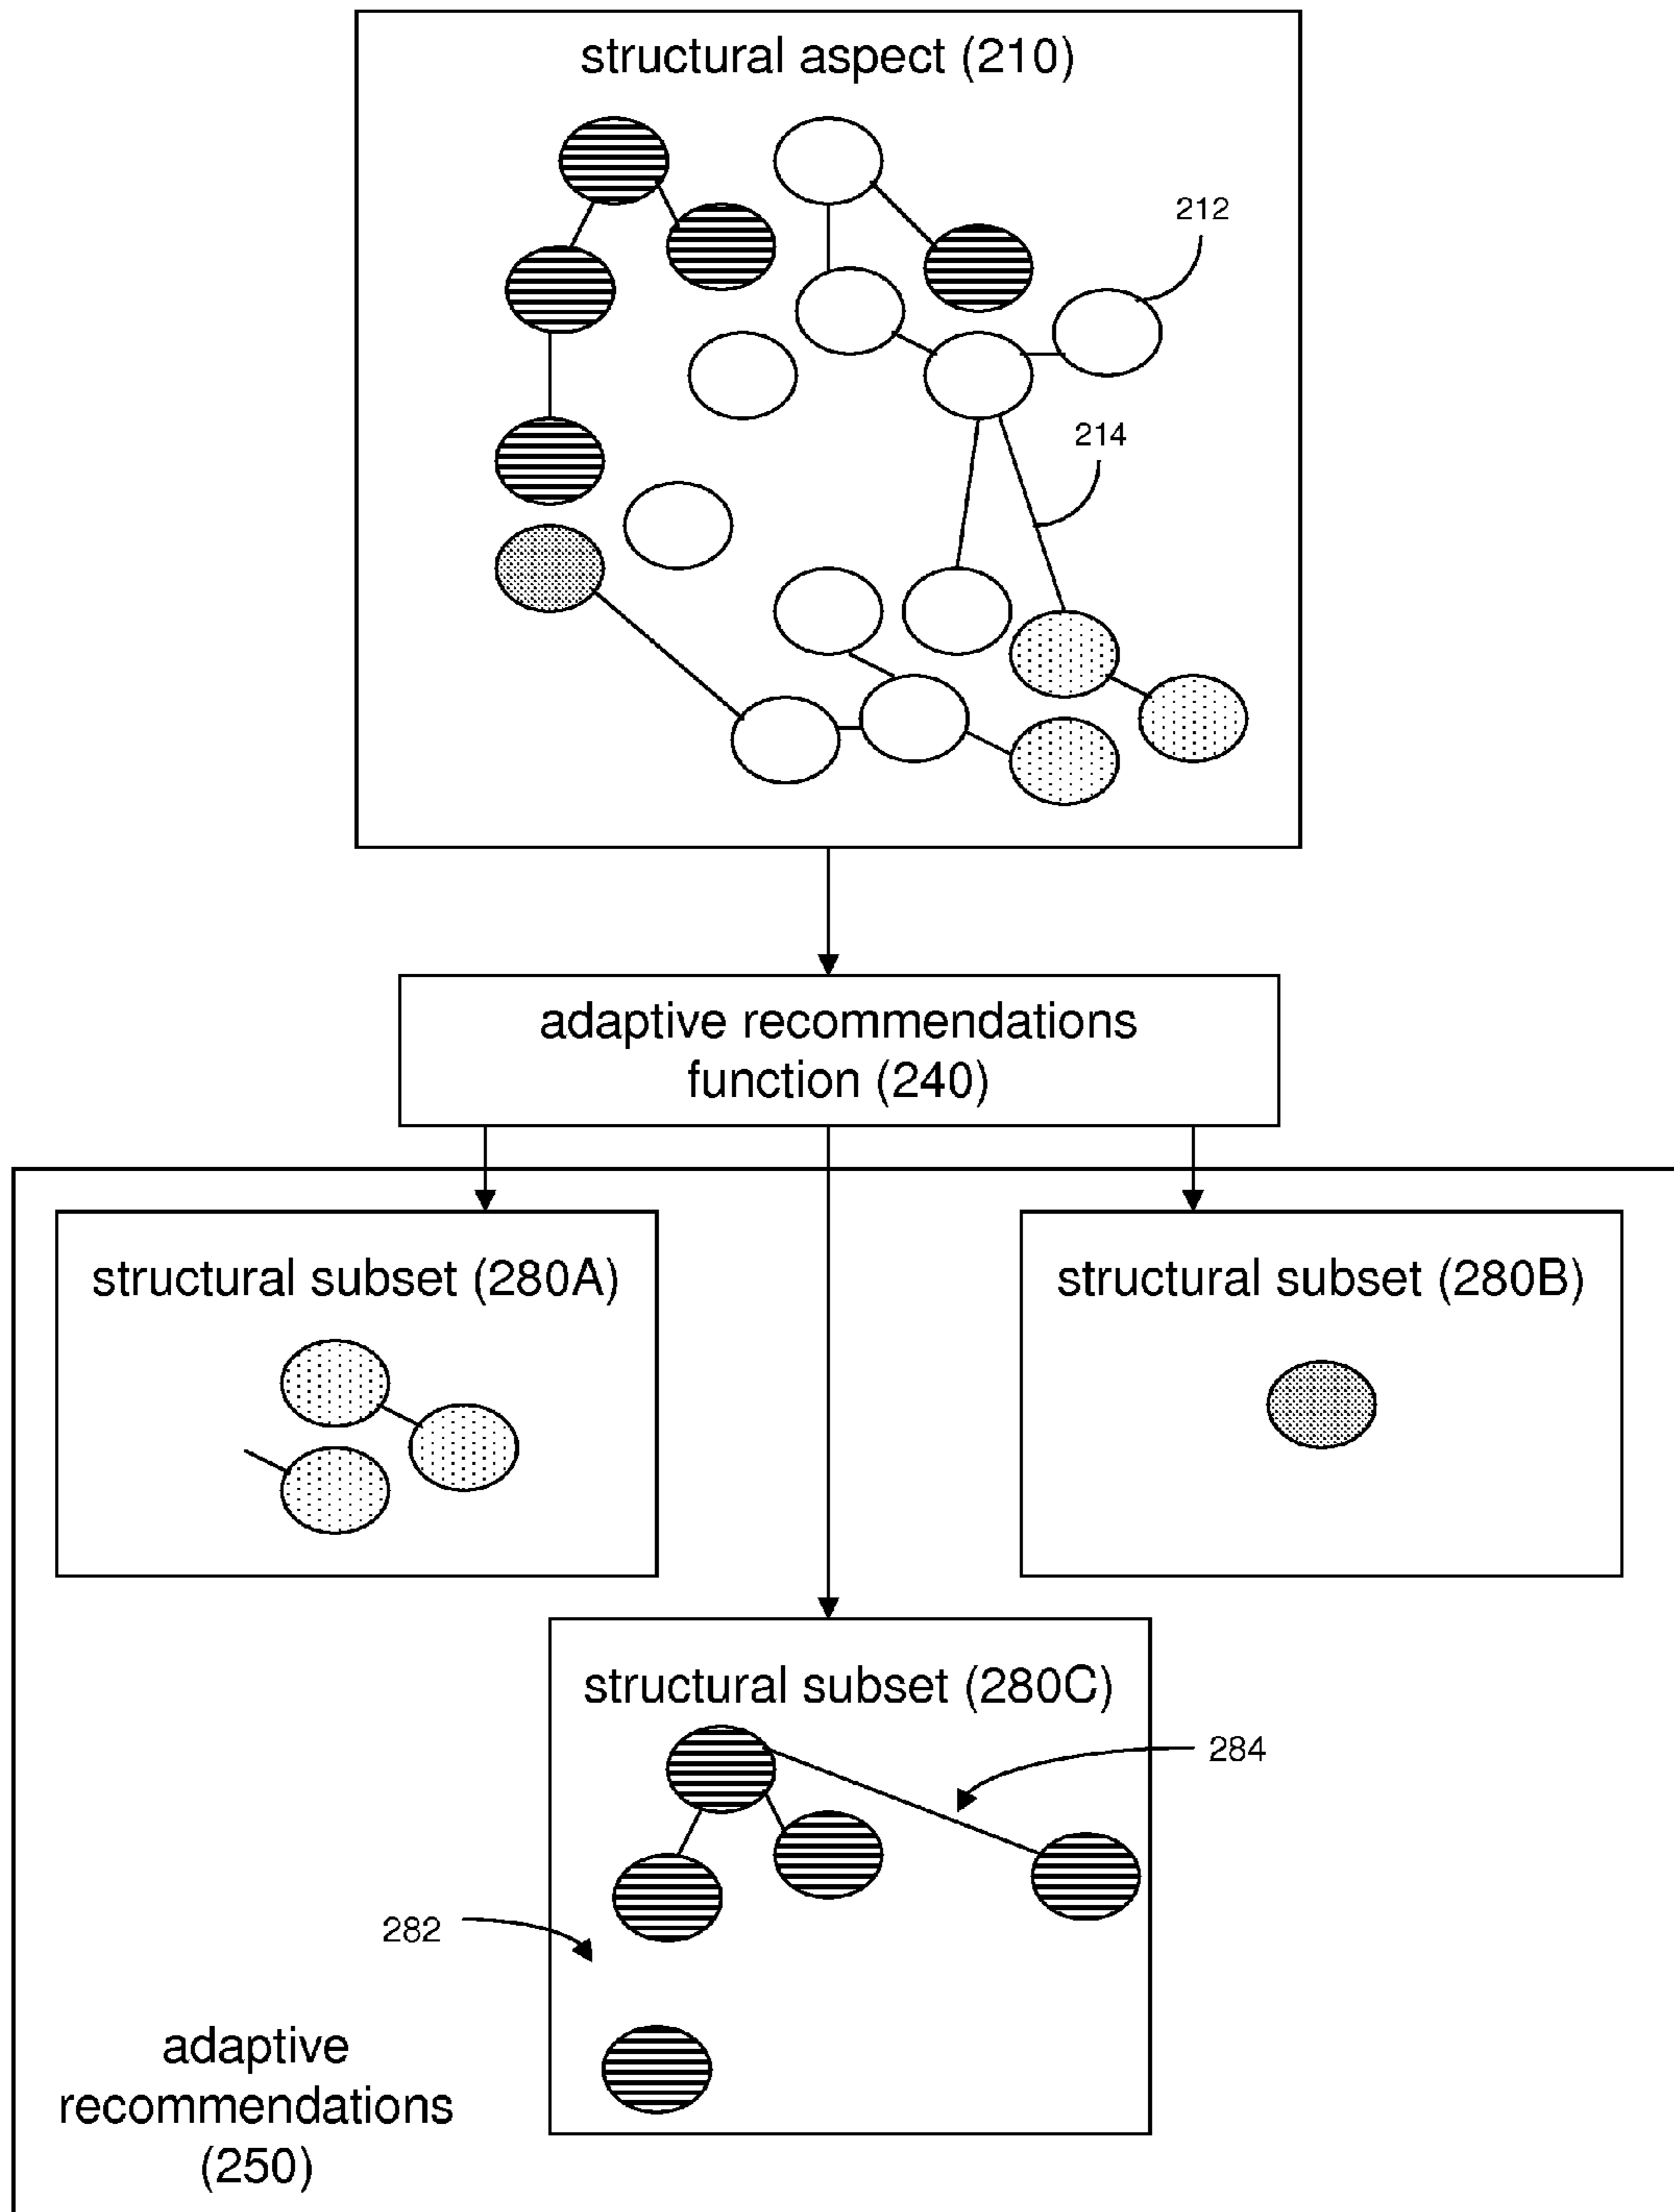 structural aspect (210)
212
214
adaptive recommendations
function (240)
structural subset (280A)
structural subset (280B)
structural subset (280C)
284
282
adaptive
recommendations
(250)